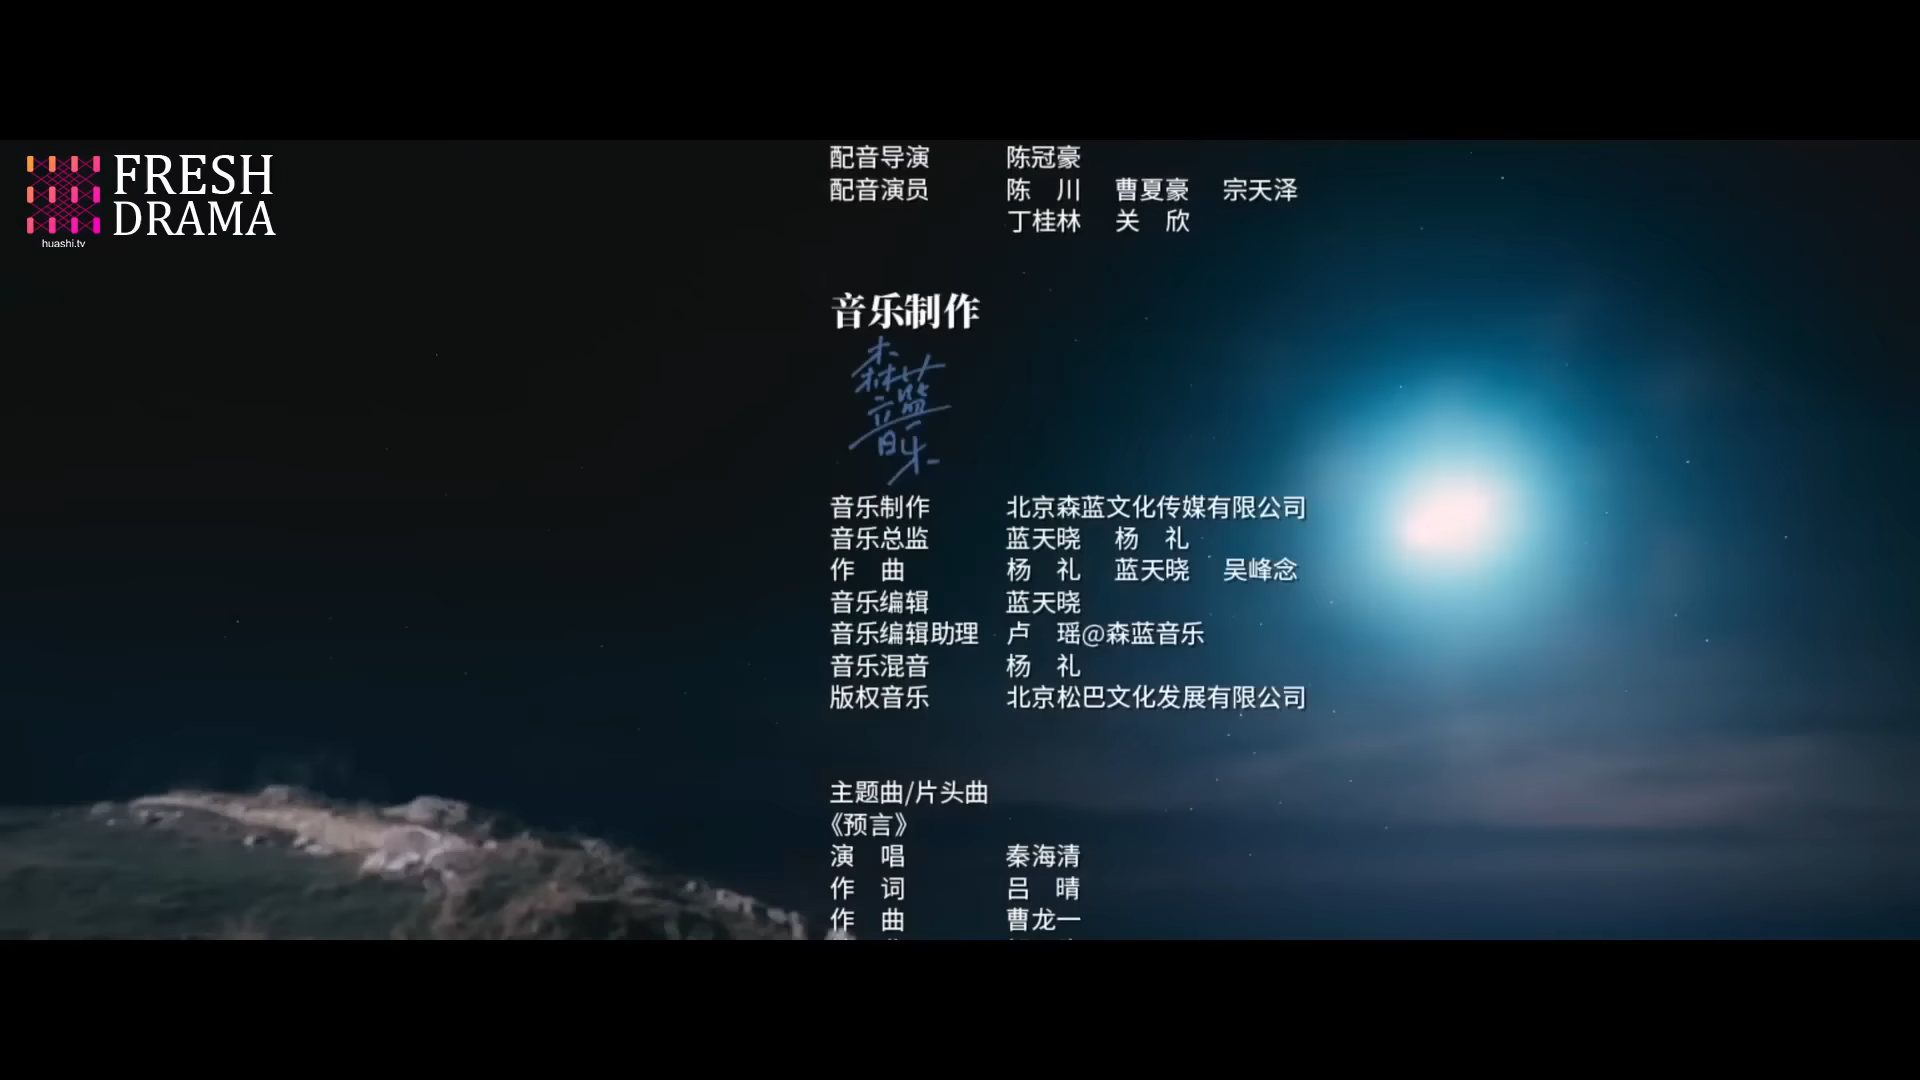 FRESH
DRAMA
huashi.tv
配音导演 陈冠豪
配音演员 陈 川 曹夏豪 宗天泽
丁桂林 关 欣
音乐制作
森蓝
音乐
音乐制作 北京森蓝文化传媒有限公司
音乐总监 蓝天晓 杨 礼
作 曲 杨 礼 蓝天晓 吴峰念
音乐编辑 蓝天晓
音乐编辑助理 卢 瑶@森蓝音乐
音乐混音 杨 礼
版权音乐 北京松巴文化发展有限公司
主题曲/片头曲
《预言》
演 唱 秦海清
作 词 吕 晴
作 曲 曹龙一